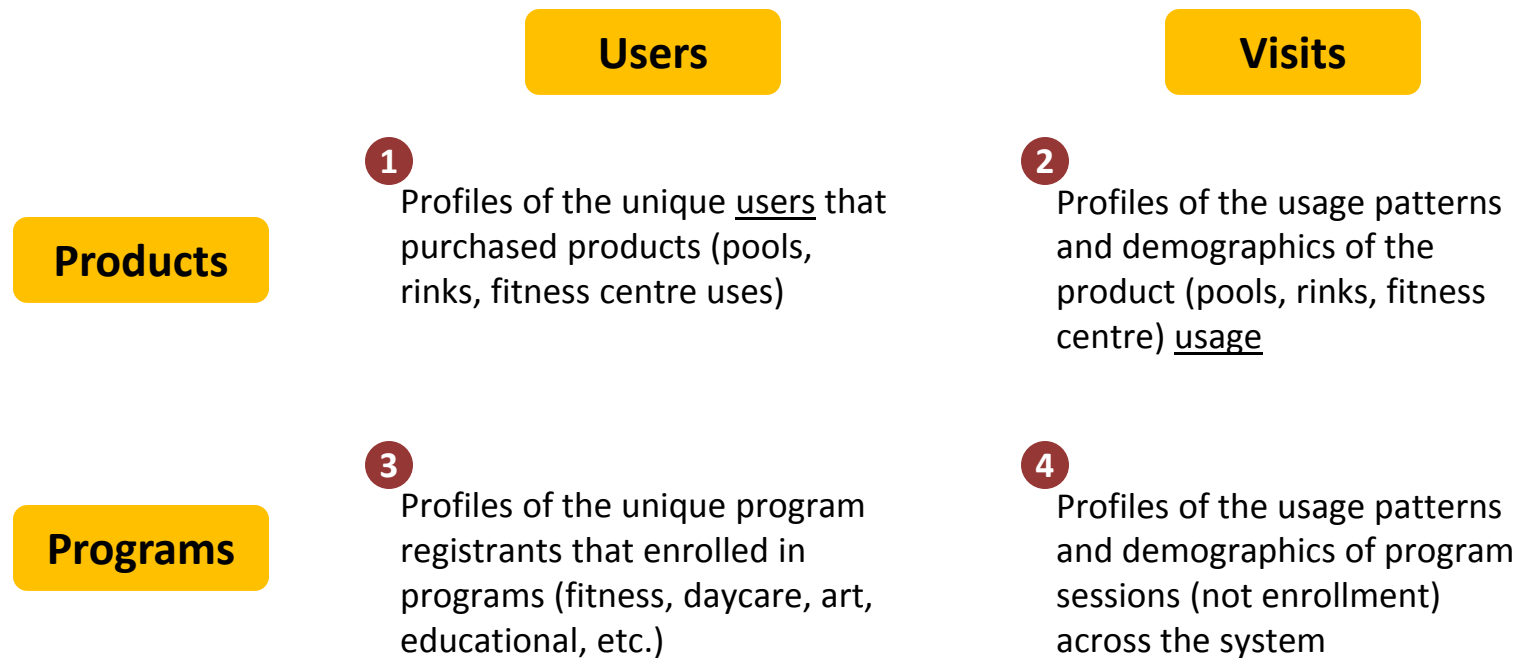 Users
Visits
1
Profiles of the unique users that
purchased products (pools,
rinks, fitness centre uses)
2
Profiles of the usage patterns
and demographics of the
product (pools, rinks, fitness
centre) usage
Products
3
Profiles of the unique program
registrants that enrolled in
programs (fitness, daycare, art,
educational, etc.)
4
Profiles of the usage patterns
and demographics of program
sessions (not enrollment)
across the system
Programs